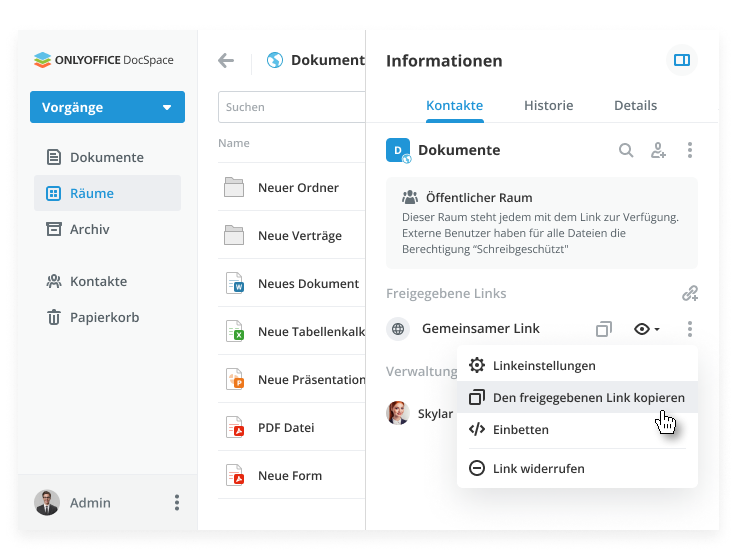 ONLYOFFICE DocSpace
Vorgänge
Dokumente
Räume
Archiv
Kontakte
Papierkorb
Admin
Dokument
Suchen
Name
Neuer Ordner
Neue Verträge
Neues Dokument
Neue Tabellenkalk
Neue Präsentation
PDF Datei
Neue Form
Informationen
Kontakte Historie Details
D Dokumente
Öffentlicher Raum
Dieser Raum steht jedem mit dem Link zur Verfügung.
Externe Benutzer haben für alle Dateien die
Berechtigung "Schreibgeschützt"
Freigegebene Links
Gemeinsamer Link
Verwaltung
Skylar
Linkeinstellungen
Den freigegebenen Link kopieren
Einbetten
Link widerrufen